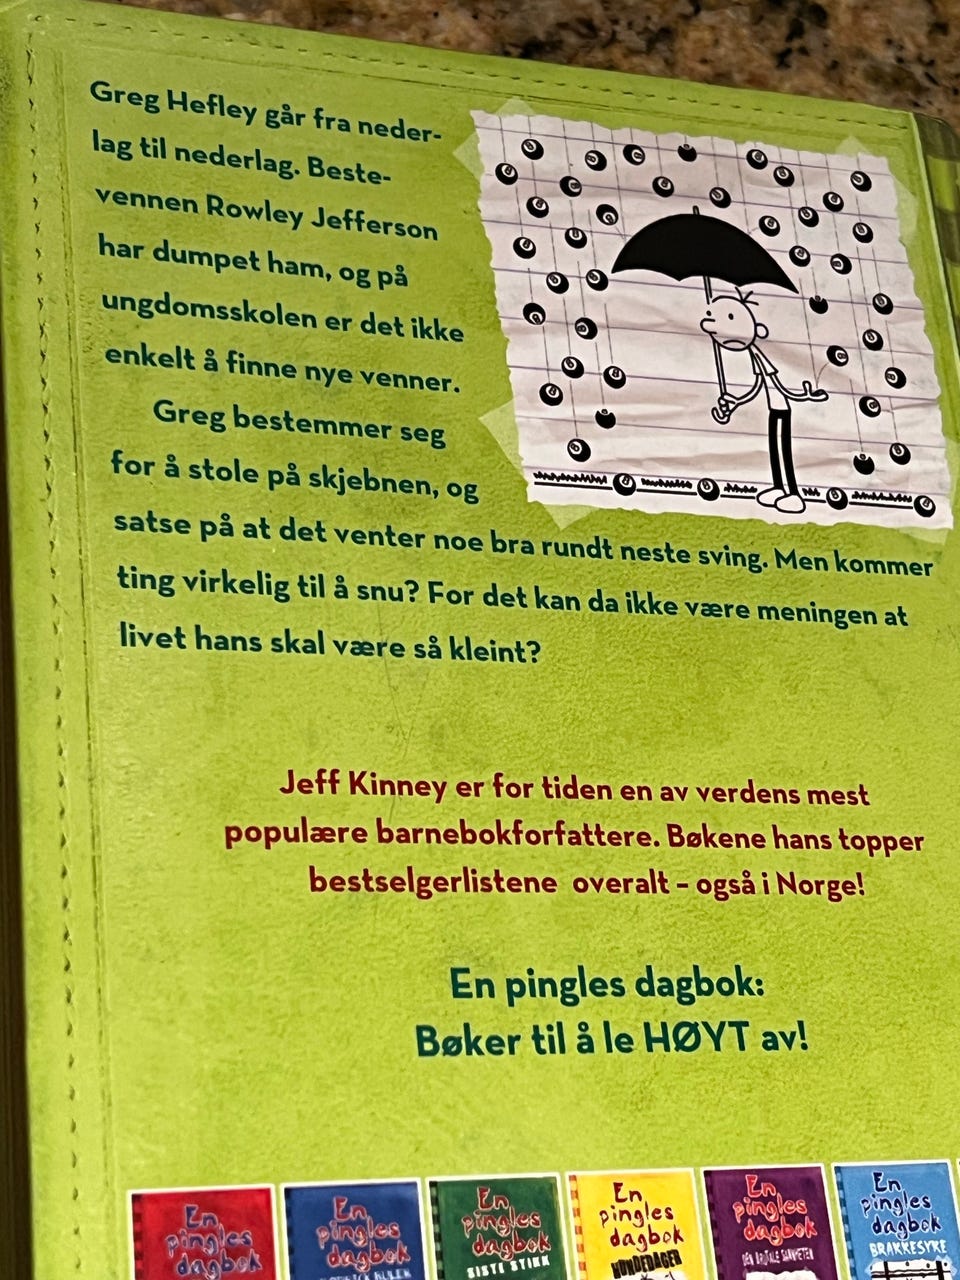 Greg Hefley går fra neder-
lag til nederlag. Beste-
vennen Rowley Jefferson
har dumpet ham, og på
ungdomsskolen er det ikke
enkelt å finne nye venner.
Greg bestemmer seg
for å stole på skjebnen, og
satse på at det venter noe bra rundt neste sving. Men kommer
ting virkelig til å snu? For det kan da ikke være meningen at
livet hans skal være så kleint?
Jeff Kinney er for tiden en av verdens mest
populære barnebokforfattere. Bøkene hans topper
bestselgerlistene overalt – også i Norge!
En pingles dagbok:
Bøker til å le HØYT av!
En
pingles
dagbok
En
pingles
dagbok
En
pingles
dagbok
SISTE STIKK
En
pingles
dagbok
HUNDEDAGER
En
pingles
dagbok
DEN BRUTALE SANNHETEN
En
pingles
dagbok
BRAKKESYKE